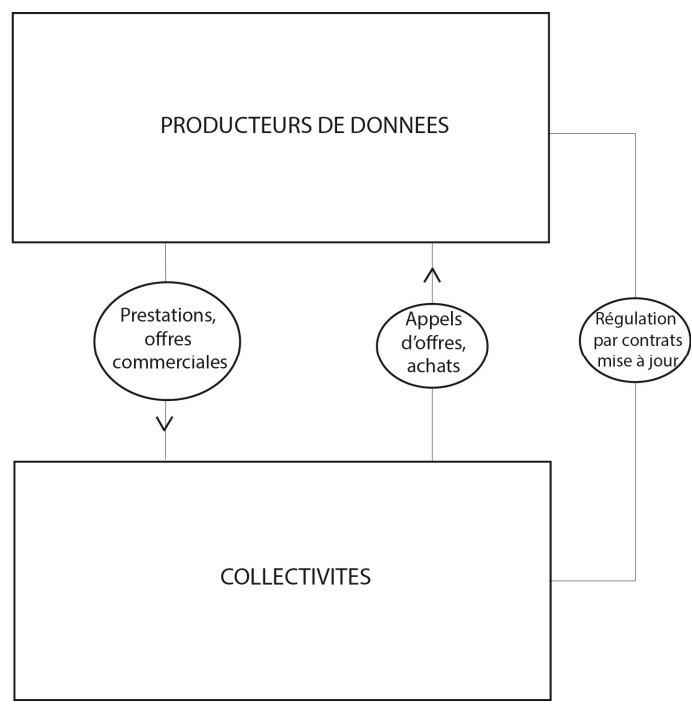 PRODUCTEURS DE DONNEES
Prestations,
offres
commerciales
Appels
d'offres,
achats
Régulation
par contrats
mise à jour
COLLECTIVITES